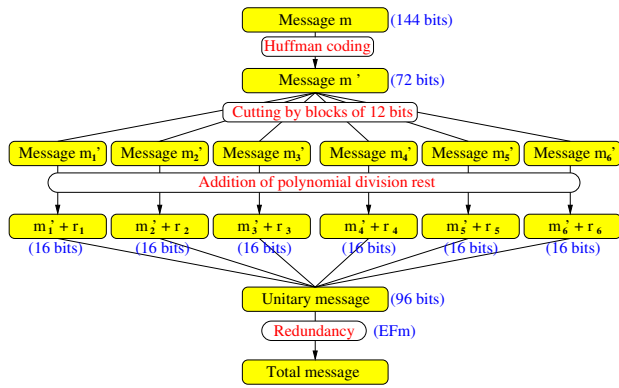 Message m (144 bits)
Huffman coding
Message m ' (72 bits)
Cutting by blocks of 12 bits
Message m₁' Message m₂' Message m₃' Message m₄' Message m₅' Message m₆'
Addition of polynomial division rest
m₁' + r₁ m₂' + r₂ m₃' + r₃ m₄' + r₄ m₅' + r₅ m₆' + r₆
(16 bits) (16 bits) (16 bits) (16 bits) (16 bits) (16 bits)
Unitary message (96 bits)
Redundancy (EFm)
Total message